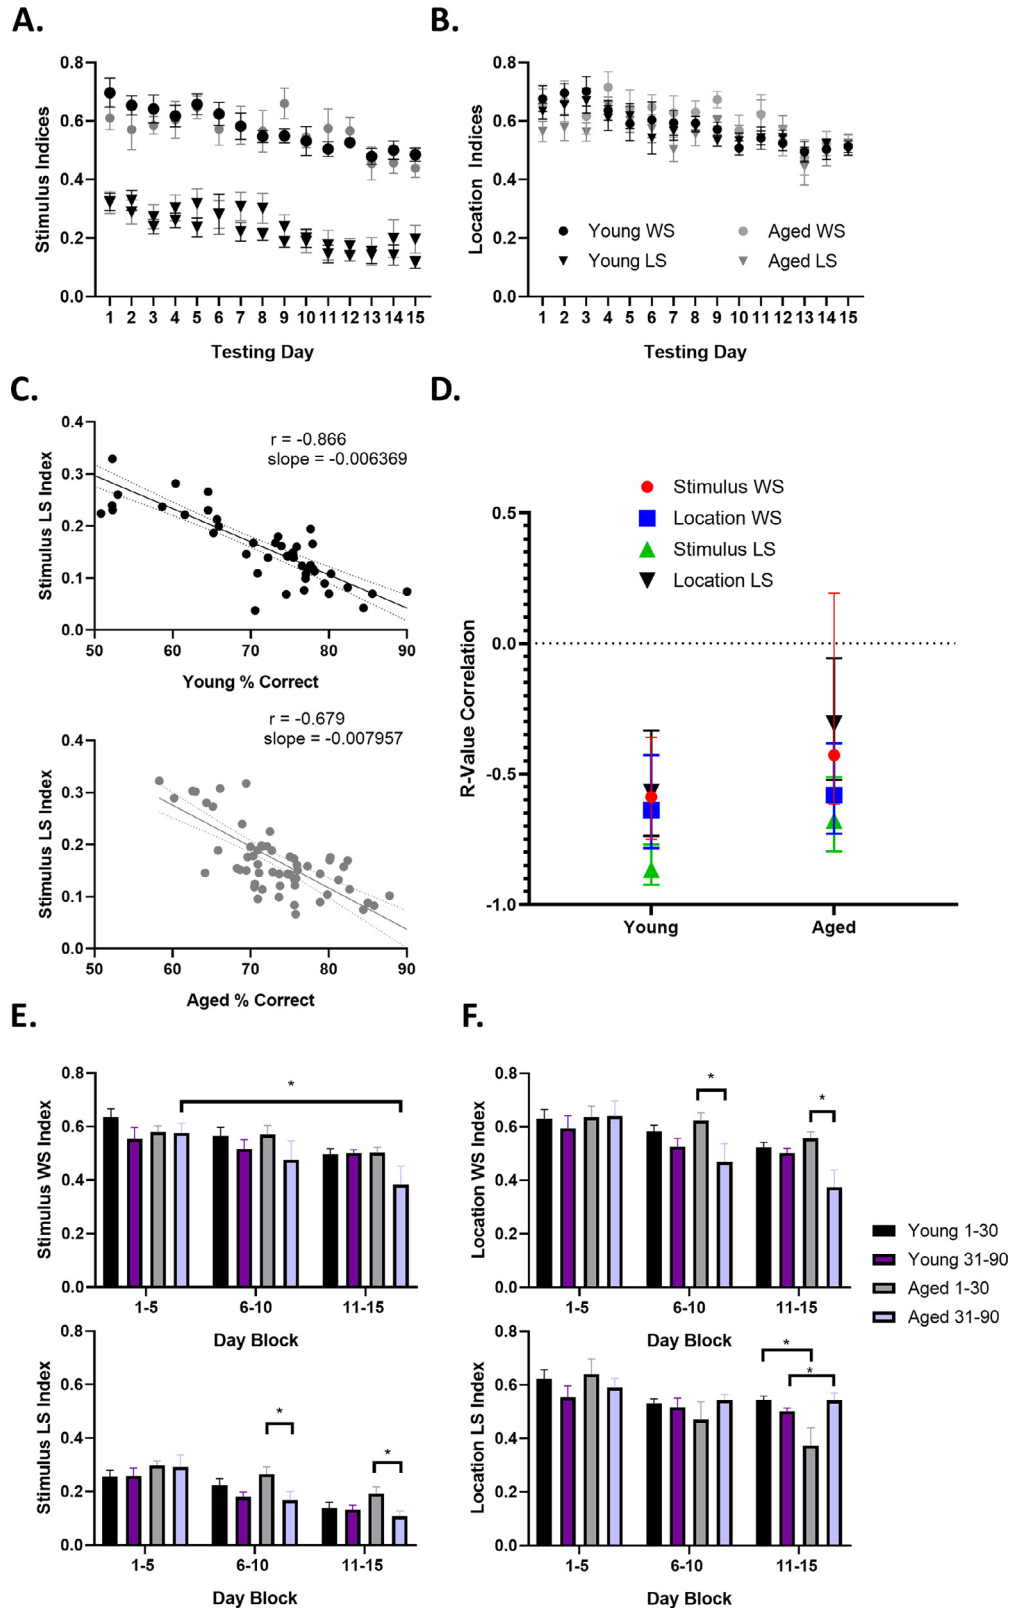 A.
0.8
0.6
0.4
0.2
0.0
Stimulus Indices
1 2 3 4 5 6 7 8 9 10 11 12 13 14 15
Testing Day
B.
0.8
0.6
0.4
0.2
0.0
Location Indices
Young WS
Young LS
Aged WS
Aged LS
1 2 3 4 5 6 7 8 9 10 11 12 13 14 15
Testing Day
C.
0.4
0.3
0.2
0.1
0.0
Stimulus LS Index
r = -0.866
slope = -0.006369
50 60 70 80 90
Young % Correct
0.4
0.3
0.2
0.1
0.0
Stimulus LS Index
r = -0.679
slope = -0.007957
50 60 70 80 90
Aged % Correct
D.
Stimulus WS
Location WS
Stimulus LS
Location LS
0.5
0.0
-0.5
-1.0
R-Value Correlation
Young Aged
E.
0.8
0.6
0.4
0.2
0.0
Stimulus WS Index
*
1-5 6-10 11-15
Day Block
0.8
0.6
0.4
0.2
0.0
Stimulus LS Index
* *
1-5 6-10 11-15
Day Block
F.
0.8
0.6
0.4
0.2
0.0
Location WS Index
* *
1-5 6-10 11-15
Day Block
0.8
0.6
0.4
0.2
0.0
Location LS Index
*
*
1-5 6-10 11-15
Day Block
Young 1-30
Young 31-90
Aged 1-30
Aged 31-90